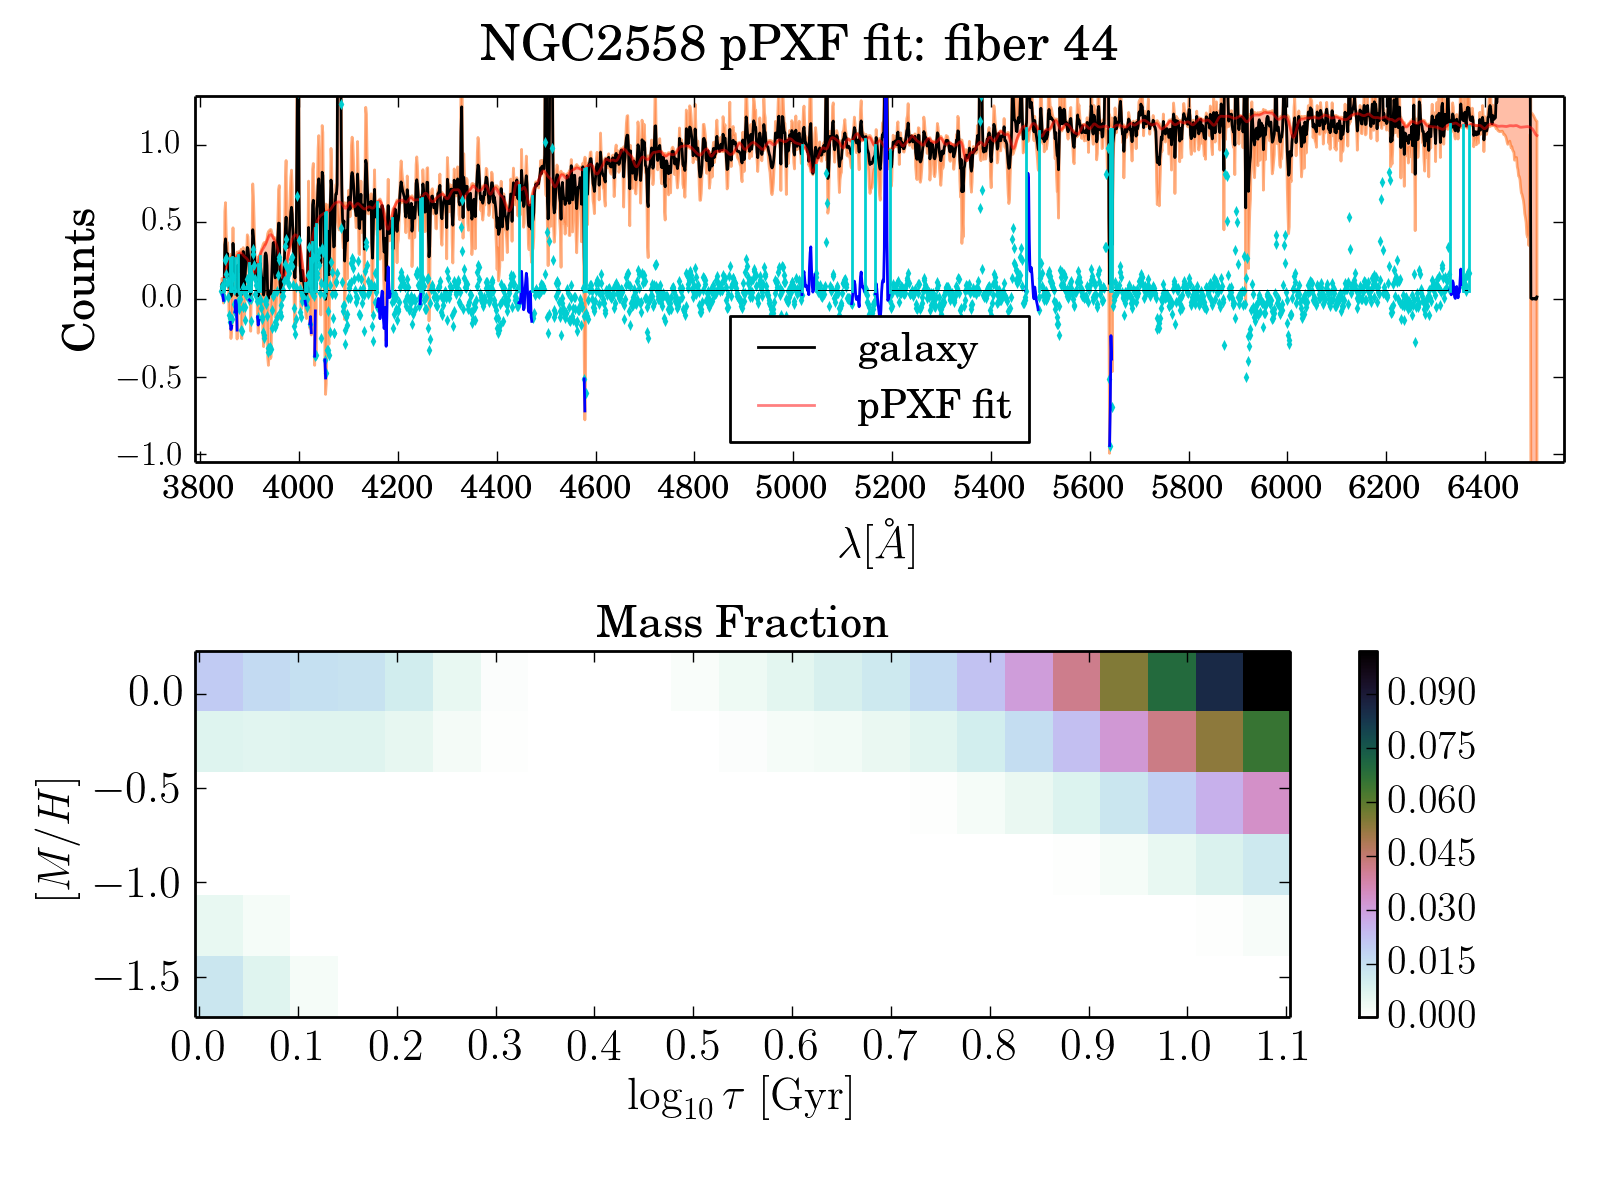 NGC2558 pPXF fit: fiber 44
Counts
1.0
0.5
0.0
−0.5
−1.0
galaxy
pPXF fit
3800 4000 4200 4400 4600 4800 5000 5200 5400 5600 5800 6000 6200 6400
λ[Å]
Mass Fraction
[M/H]
0.0
−0.5
−1.0
−1.5
0.0 0.1 0.2 0.3 0.4 0.5 0.6 0.7 0.8 0.9 1.0 1.1
log₁₀ τ [Gyr]
0.090
0.075
0.060
0.045
0.030
0.015
0.000